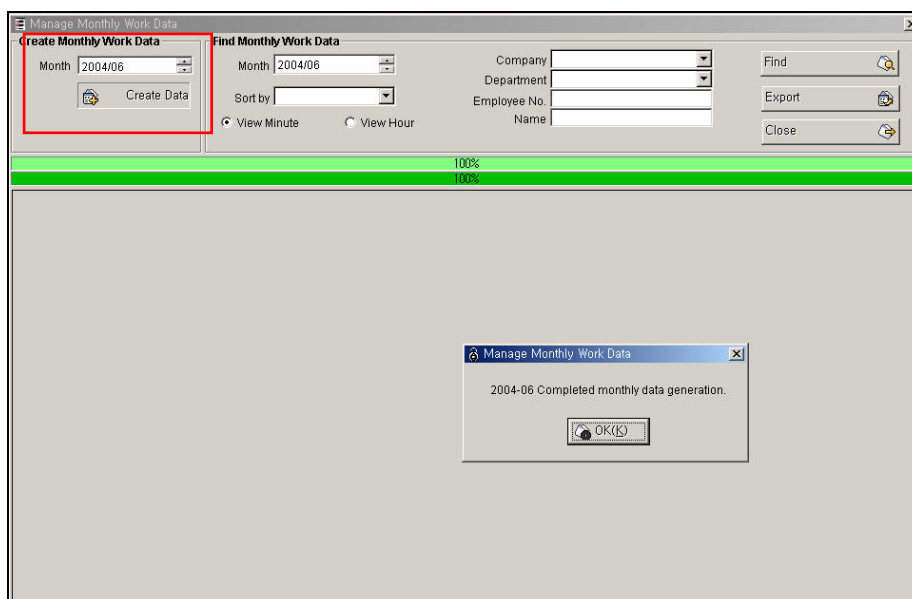 Manage Monthly Work Data
Create Monthly Work Data
Month 2004/06
Create Data
Find Monthly Work Data
Month 2004/06
Sort by
View Minute View Hour
Company
Department
Employee No.
Name
Find
Export
Close
100%
100%
Manage Monthly Work Data
2004-06 Completed monthly data generation.
OK(K)